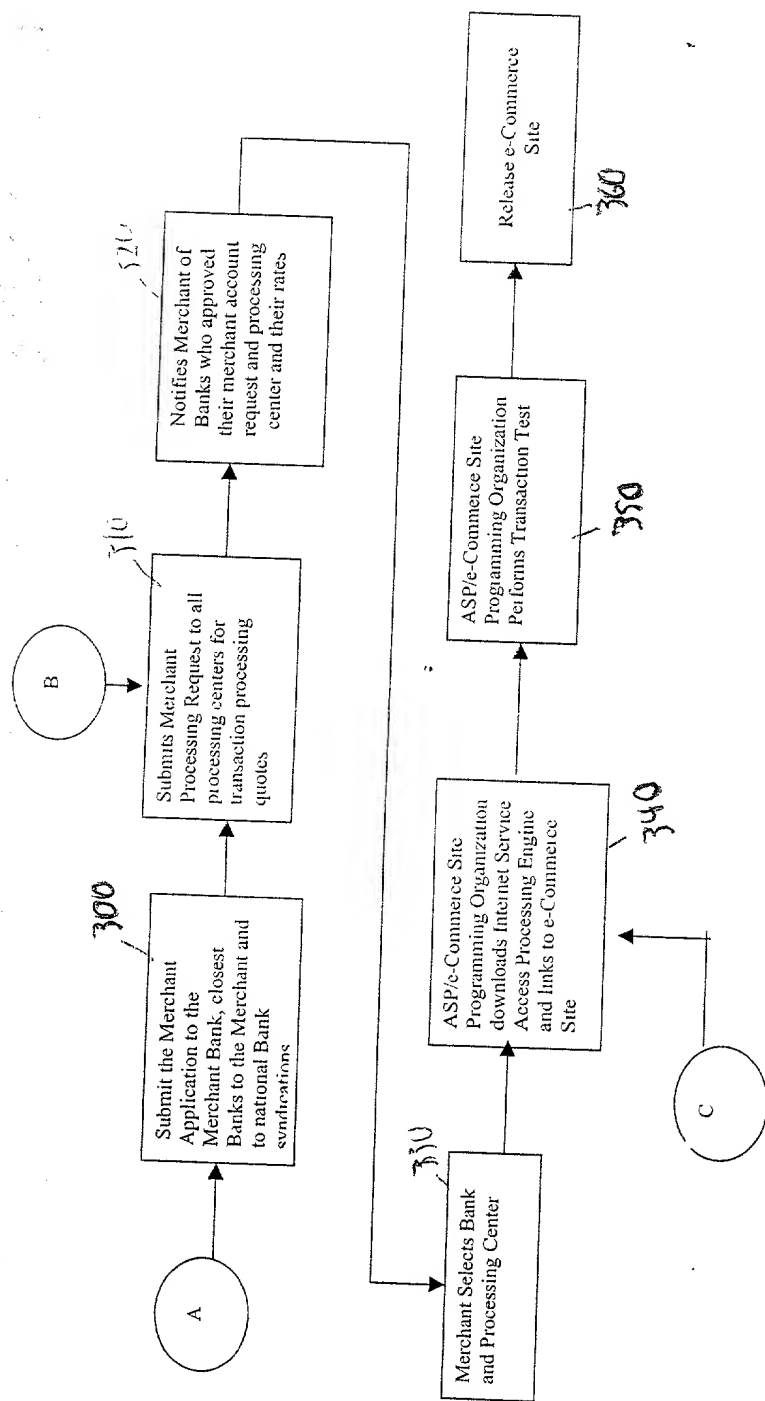 A
300
Submit the Merchant
Application to the
Merchant Bank, closest
Banks to the Merchant and
to national Bank
syndications
B
310
Submits Merchant
Processing Request to all
processing centers for
transaction processing
quotes
320
Notifies Merchant of
Banks who approved
their merchant account
request and processing
center and their rates
330
Merchant Selects Bank
and Processing Center
C
340
ASP/e-Commerce Site
Programming Organization
downloads Internet Service
Access Processing Engine
and links to e-Commerce
Site
350
ASP/e-Commerce Site
Programming Organization
Performs Transaction Test
360
Release e-Commerce
Site